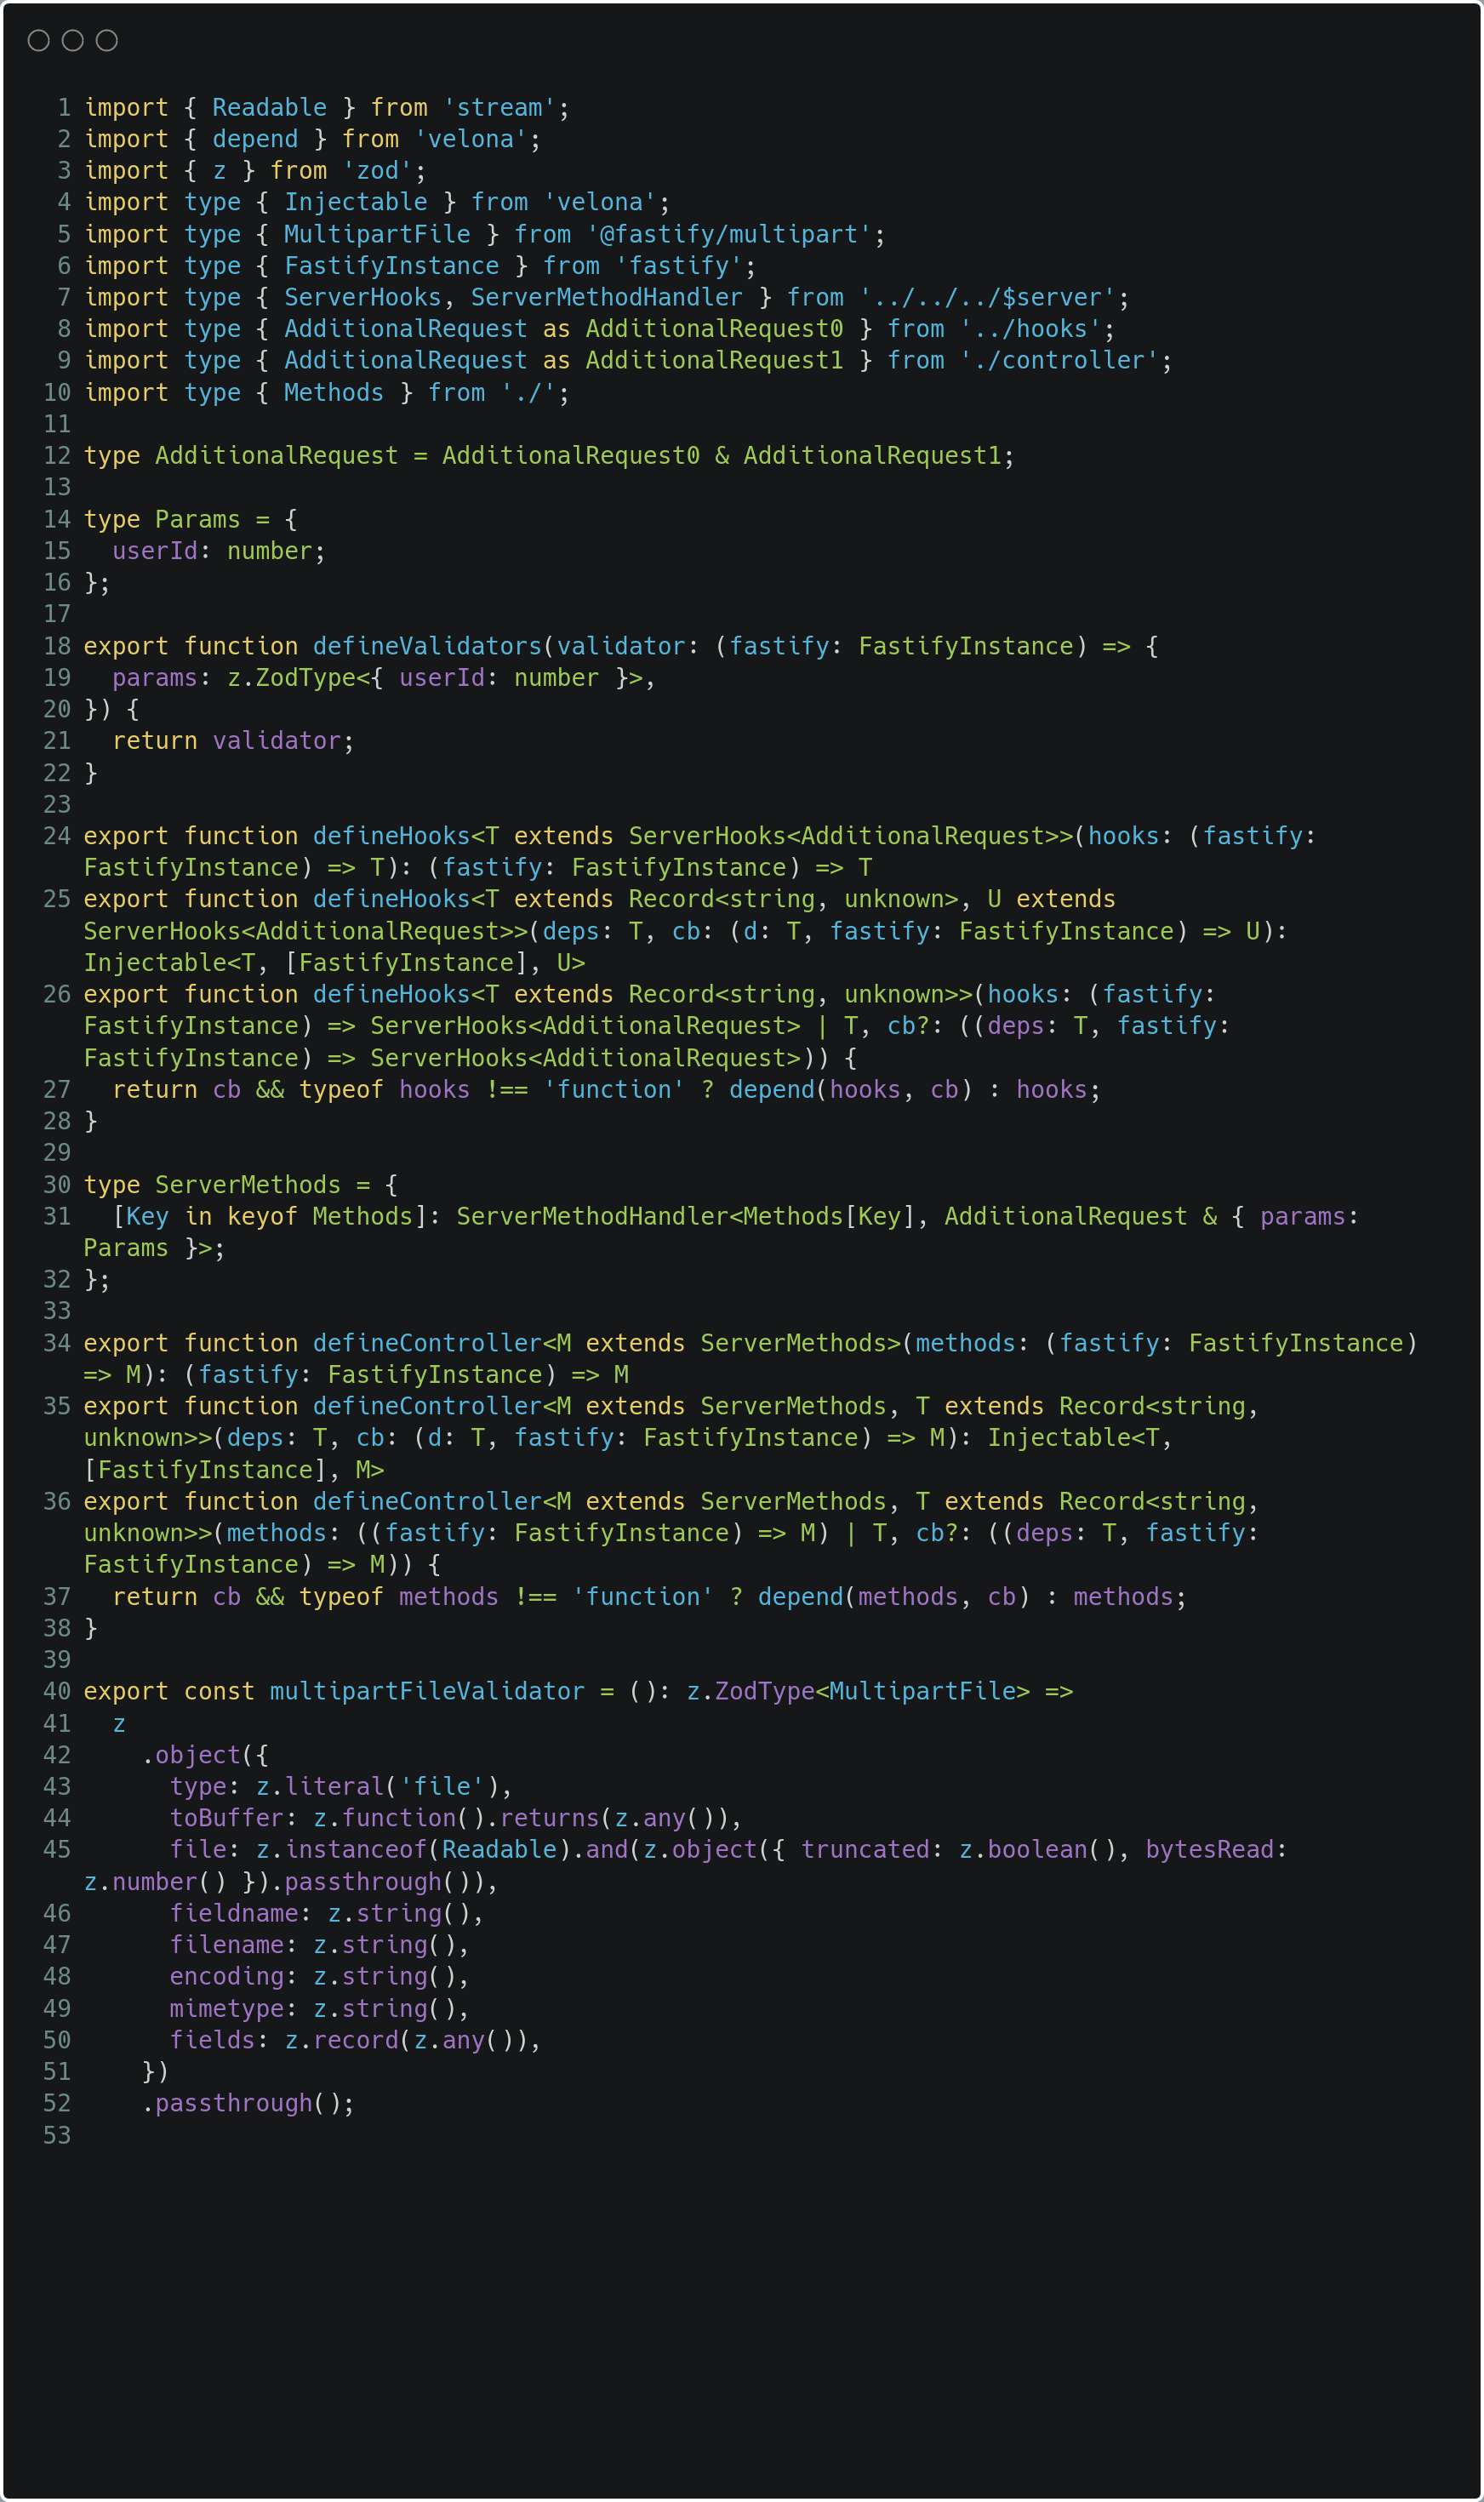 1 import { Readable } from 'stream';
2 import { depend } from 'velona';
3 import { z } from 'zod';
4 import type { Injectable } from 'velona';
5 import type { MultipartFile } from '@fastify/multipart';
6 import type { FastifyInstance } from 'fastify';
7 import type { ServerHooks, ServerMethodHandler } from '../../../$server';
8 import type { AdditionalRequest as AdditionalRequest0 } from '../hooks';
9 import type { AdditionalRequest as AdditionalRequest1 } from './controller';
10 import type { Methods } from './';
11
12 type AdditionalRequest = AdditionalRequest0 & AdditionalRequest1;
13
14 type Params = {
15   userId: number;
16 };
17
18 export function defineValidators(validator: (fastify: FastifyInstance) => {
19   params: z.ZodType<{ userId: number }>,
20 }) {
21   return validator;
22 }
23
24 export function defineHooks<T extends ServerHooks<AdditionalRequest>>(hooks: (fastify:
FastifyInstance) => T): (fastify: FastifyInstance) => T
25 export function defineHooks<T extends Record<string, unknown>, U extends
ServerHooks<AdditionalRequest>>(deps: T, cb: (d: T, fastify: FastifyInstance) => U):
Injectable<T, [FastifyInstance], U>
26 export function defineHooks<T extends Record<string, unknown>>(hooks: (fastify:
FastifyInstance) => ServerHooks<AdditionalRequest> | T, cb?: ((deps: T, fastify:
FastifyInstance) => ServerHooks<AdditionalRequest>)) {
27   return cb && typeof hooks !== 'function' ? depend(hooks, cb) : hooks;
28 }
29
30 type ServerMethods = {
31   [Key in keyof Methods]: ServerMethodHandler<Methods[Key], AdditionalRequest & { params:
Params }>;
32 };
33
34 export function defineController<M extends ServerMethods>(methods: (fastify: FastifyInstance)
=> M): (fastify: FastifyInstance) => M
35 export function defineController<M extends ServerMethods, T extends Record<string,
unknown>>(deps: T, cb: (d: T, fastify: FastifyInstance) => M): Injectable<T,
[FastifyInstance], M>
36 export function defineController<M extends ServerMethods, T extends Record<string,
unknown>>(methods: ((fastify: FastifyInstance) => M) | T, cb?: ((deps: T, fastify:
FastifyInstance) => M)) {
37   return cb && typeof methods !== 'function' ? depend(methods, cb) : methods;
38 }
39
40 export const multipartFileValidator = (): z.ZodType<MultipartFile> =>
41   z
42     .object({
43       type: z.literal('file'),
44       toBuffer: z.function().returns(z.any()),
45       file: z.instanceof(Readable).and(z.object({ truncated: z.boolean(), bytesRead:
z.number() }).passthrough()),
46       fieldname: z.string(),
47       filename: z.string(),
48       encoding: z.string(),
49       mimetype: z.string(),
50       fields: z.record(z.any()),
51     })
52     .passthrough();
53